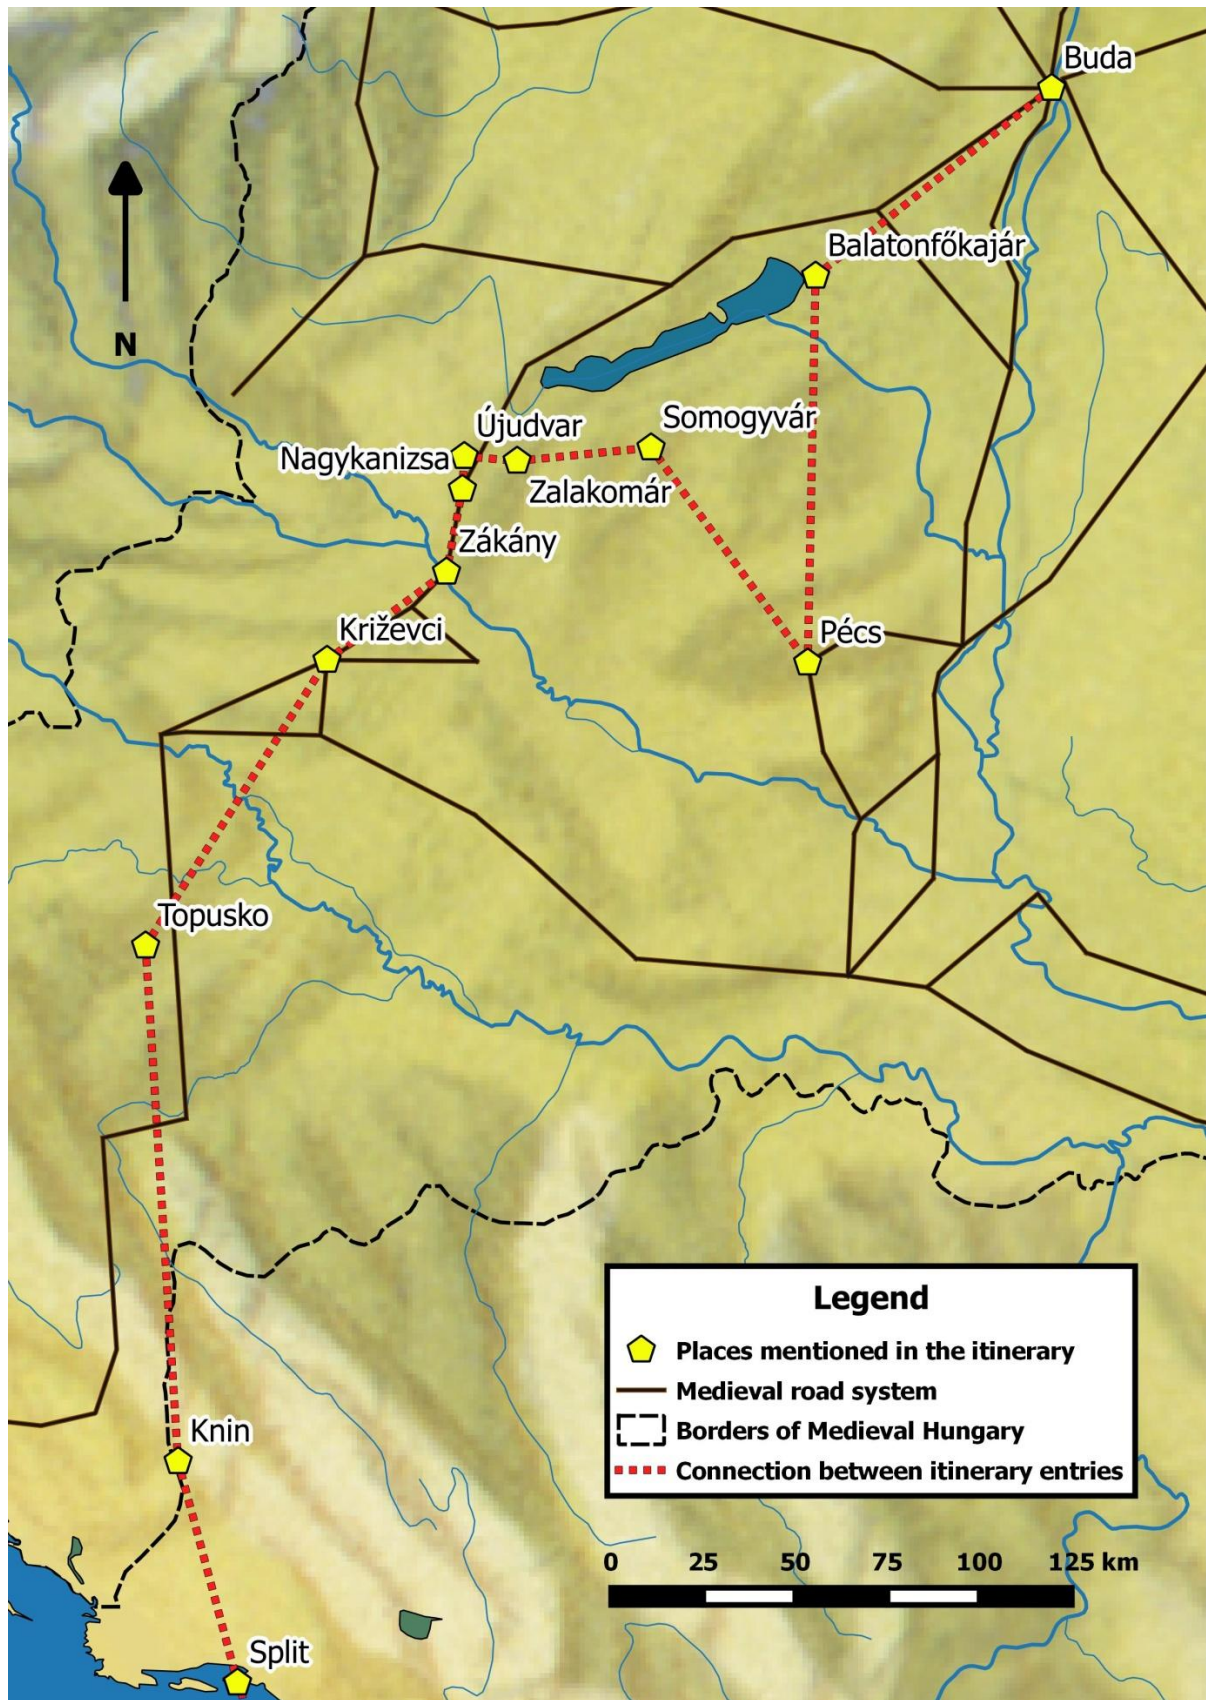 Buda
Balatonfőkajár
Újudvar
Somogyvár
Nagykanizsa
Zalakomár
Zákány
Križevci
Pécs
N
Topusko
Knin
Split
Legend
Places mentioned in the itinerary
Medieval road system
Borders of Medieval Hungary
Connection between itinerary entries
0 25 50 75 100 125 km